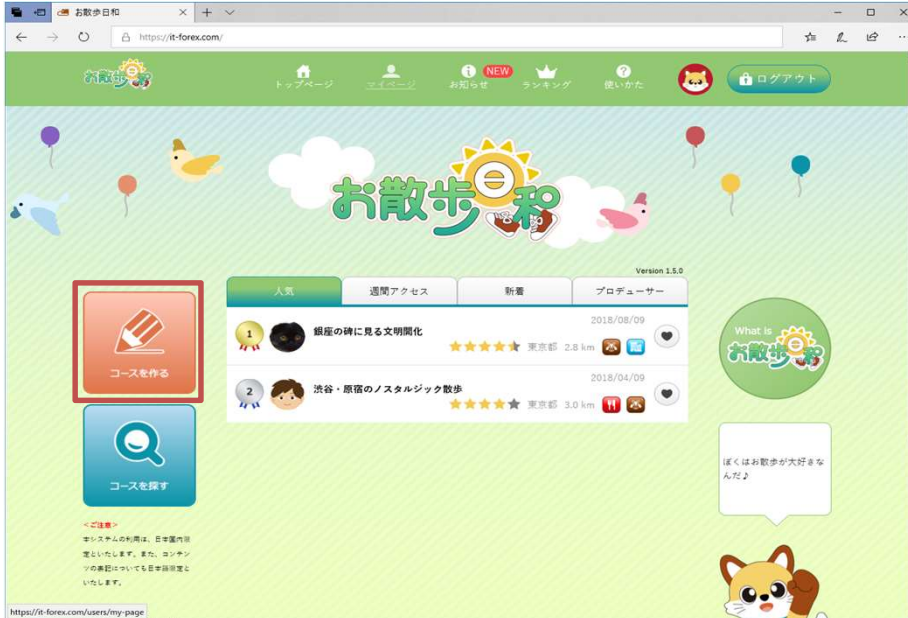 お散歩日和
https://it-forex.com/
お散歩日和
トップページ
マイページ
NEW
お知らせ
ランキング
使いかた
ログアウト
お散歩日和
Version 1.5.0
人気
週間アクセス
新着
プロデューサー
1
銀座の碑に見る文明開化
2018/08/09
東京都 2.8 km
2
渋谷・原宿のノスタルジック散歩
2018/04/09
東京都 3.0 km
コースを作る
コースを探す
What is
お散歩日和
ぼくはお散歩が大好きな
んだ♪
<ご注意>
本システムの利用は、日本国内限
定といたします。また、コンテン
ツの表記についても日本語限定と
いたします。
https://it-forex.com/users/my-page